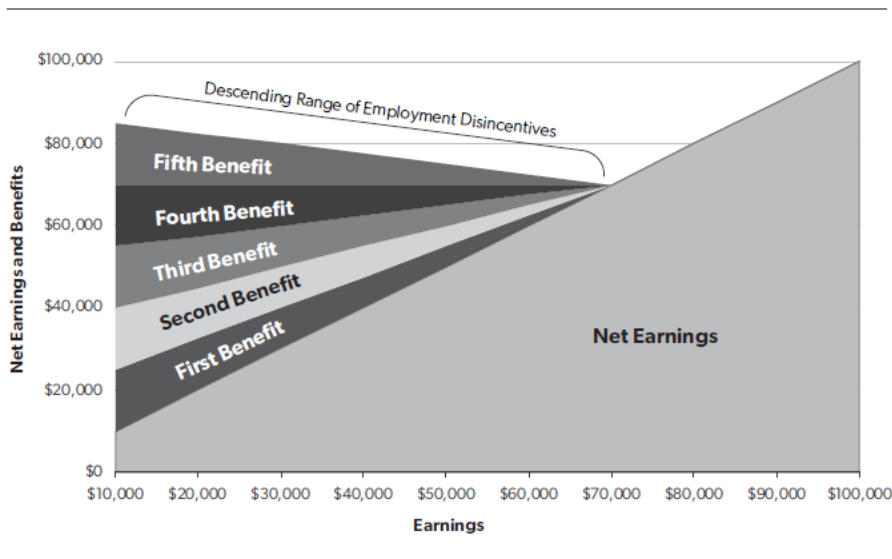 $100,000
Descending Range of Employment Disincentives
$80,000
Fifth Benefit
Fourth Benefit
$60,000
Third Benefit
$40,000
Second Benefit
First Benefit
Net Earnings
$20,000
$0
Net Earnings and Benefits
$10,000 $20,000 $30,000 $40,000 $50,000 $60,000 $70,000 $80,000 $90,000 $100,000
Earnings